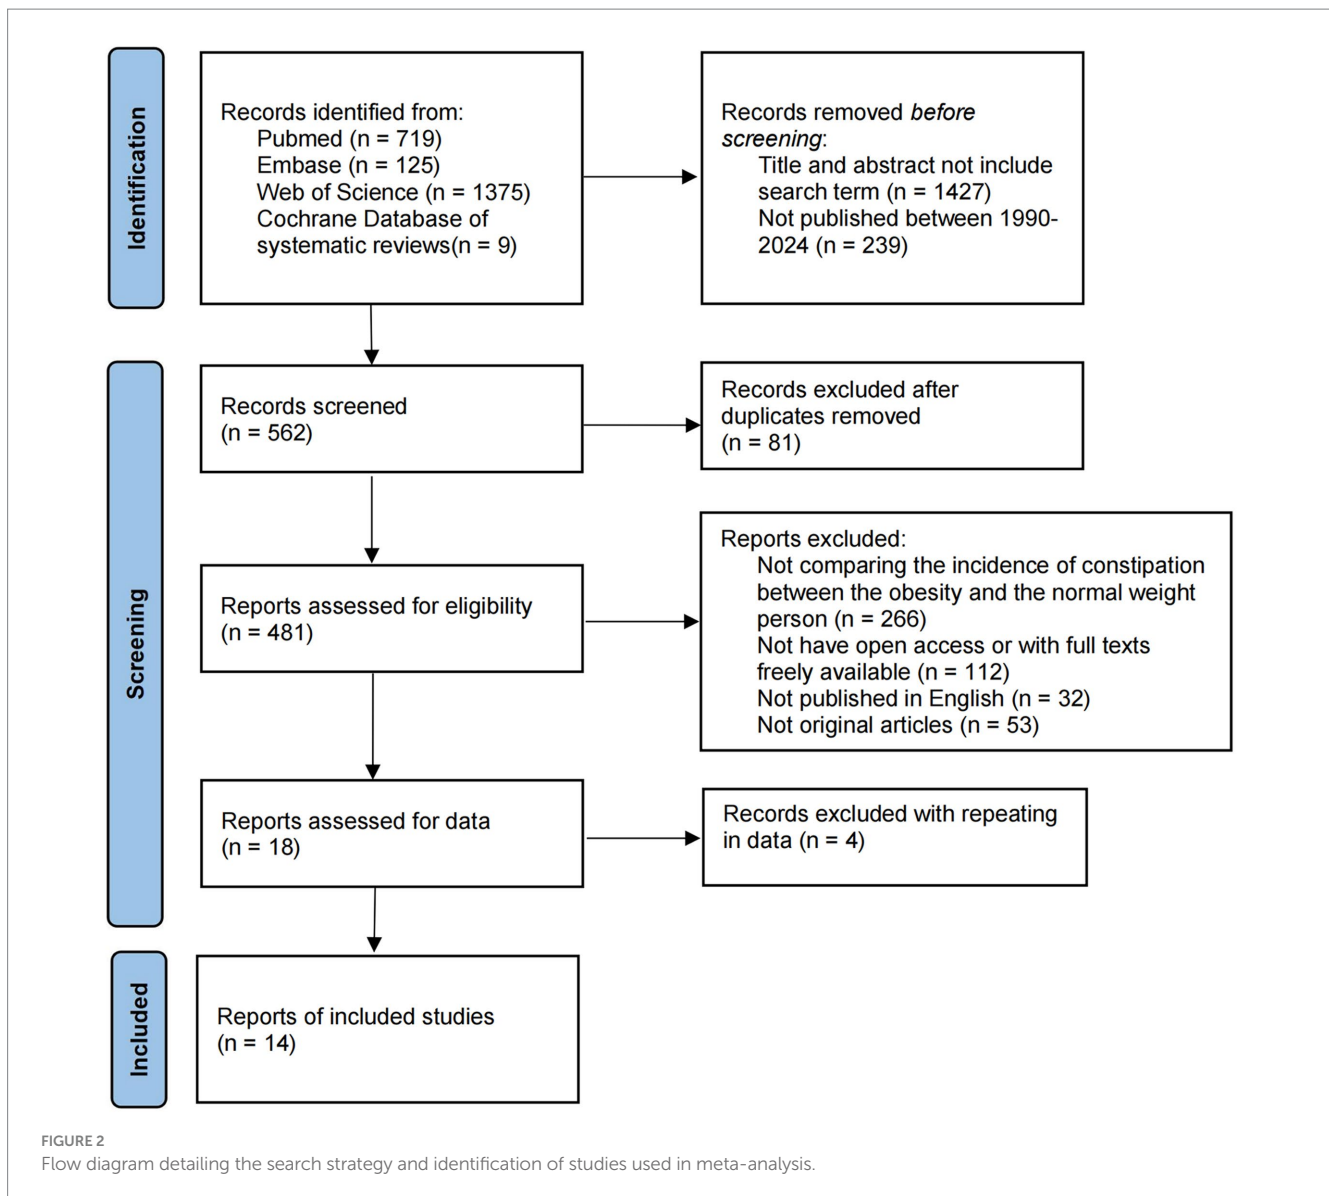 Identification
Records identified from:
Pubmed (n = 719)
Embase (n = 125)
Web of Science (n = 1375)
Cochrane Database of
systematic reviews(n = 9)
Records removed before
screening:
Title and abstract not include
search term (n = 1427)
Not published between 1990-
2024 (n = 239)
Screening
Records screened
(n = 562)
Records excluded after
duplicates removed
(n = 81)
Reports assessed for eligibility
(n = 481)
Reports excluded:
Not comparing the incidence of constipation
between the obesity and the normal weight
person (n = 266)
Not have open access or with full texts
freely available (n = 112)
Not published in English (n = 32)
Not original articles (n = 53)
Reports assessed for data
(n = 18)
Records excluded with repeating
in data (n = 4)
Included
Reports of included studies
(n = 14)
FIGURE 2
Flow diagram detailing the search strategy and identification of studies used in meta-analysis.